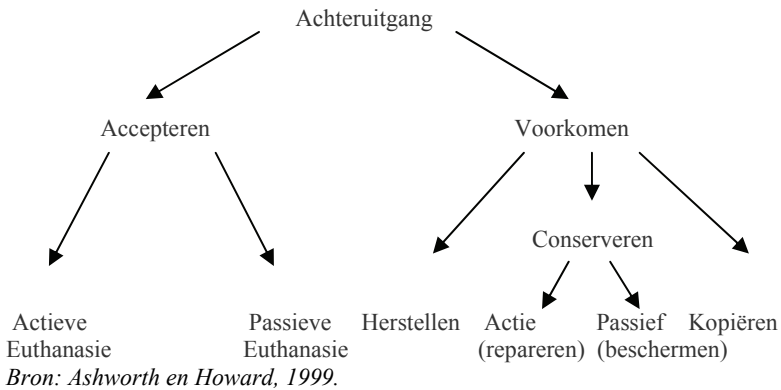 Achteruitgang
Accepteren Voorkomen
Conserveren
Actieve Passieve Herstellen Actie Passief Kopiëren
Euthanasie Euthanasie (repareren) (beschermen)
Bron: Ashworth en Howard, 1999.